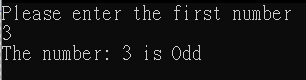 Please enter the first number
3
The number: 3 is Odd